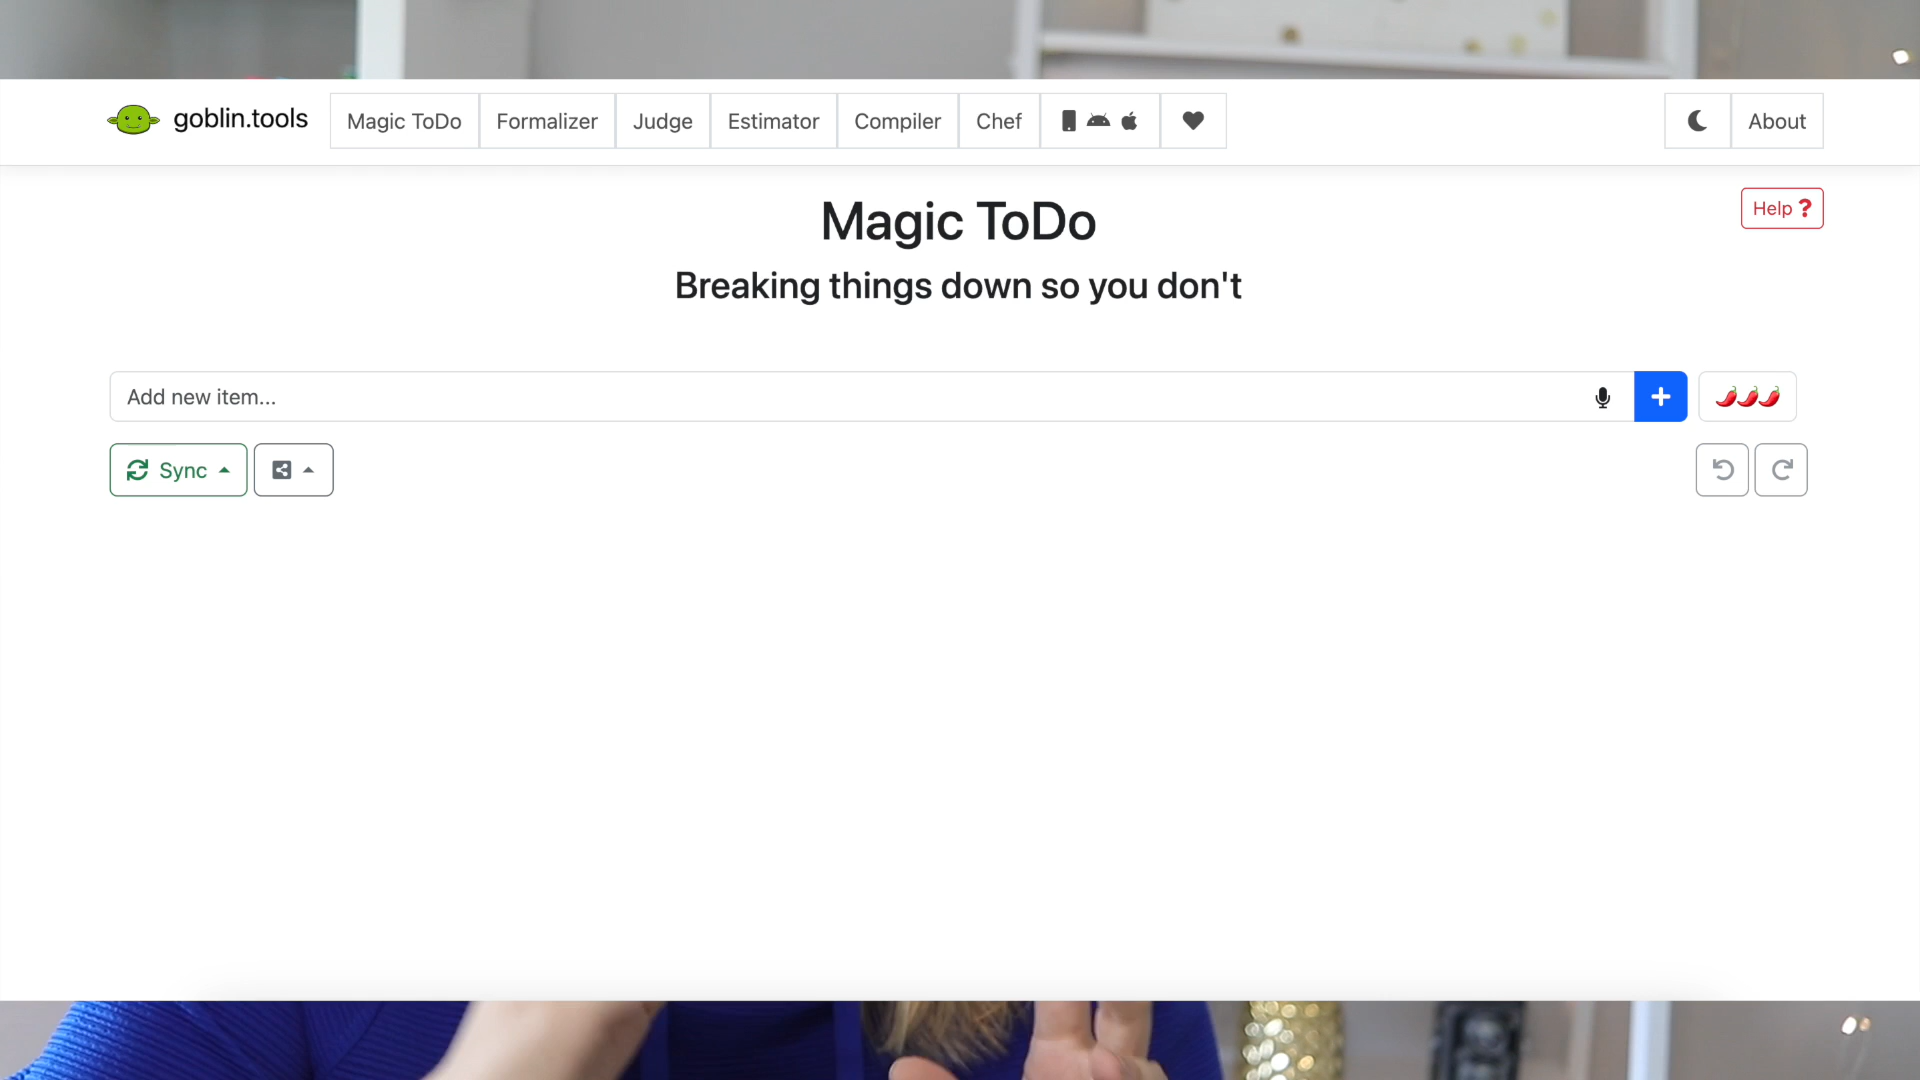 goblin.tools
Magic ToDo
Formalizer
Judge
Estimator
Compiler
Chef
About
Help ?
Magic ToDo
Breaking things down so you don't
Add new item...
Sync